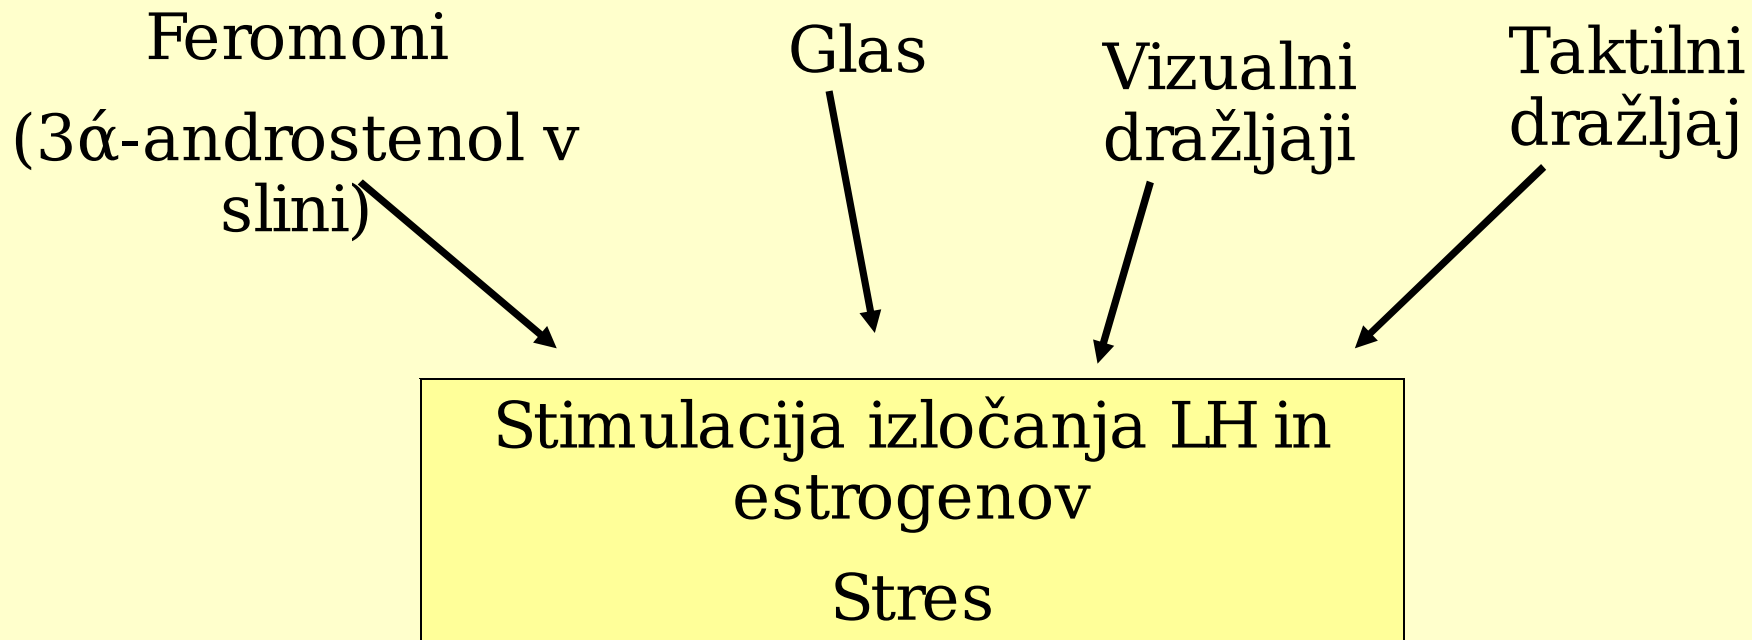 Feromoni
(3ά-androstenol v
slini)
Glas
Vizualni
dražljaji
Taktilni
dražljaj
Stimulacija izločanja LH in
estrogenov
Stres